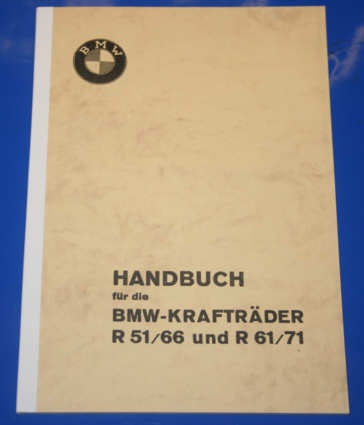 BMW
HANDBUCH
für die
BMW-KRAFTRÄDER
R 51/66 und R 61/71